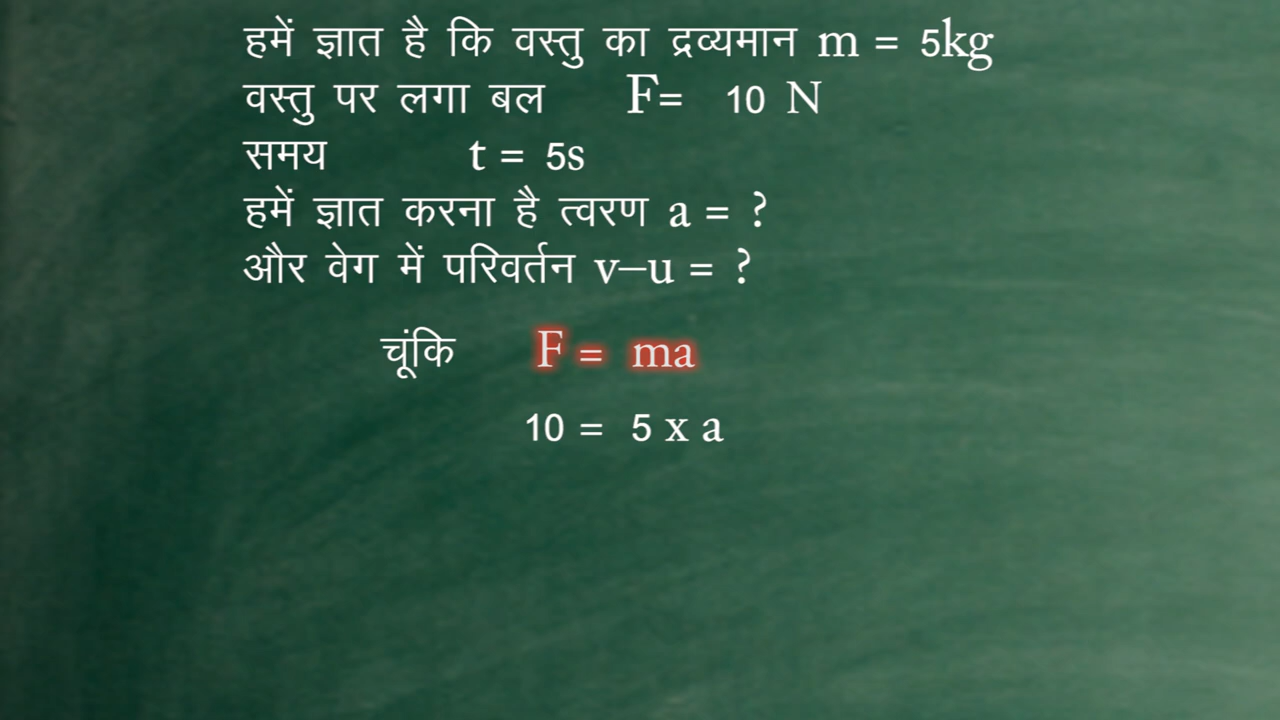 हमें ज्ञात है कि वस्तु का द्रव्यमान m = 5kg
वस्तु पर लगा बल F= 10 N
समय t = 5s
हमें ज्ञात करना है त्वरण a = ?
और वेग में परिवर्तन v–u = ?
चूंकि F = ma
10 = 5 x a